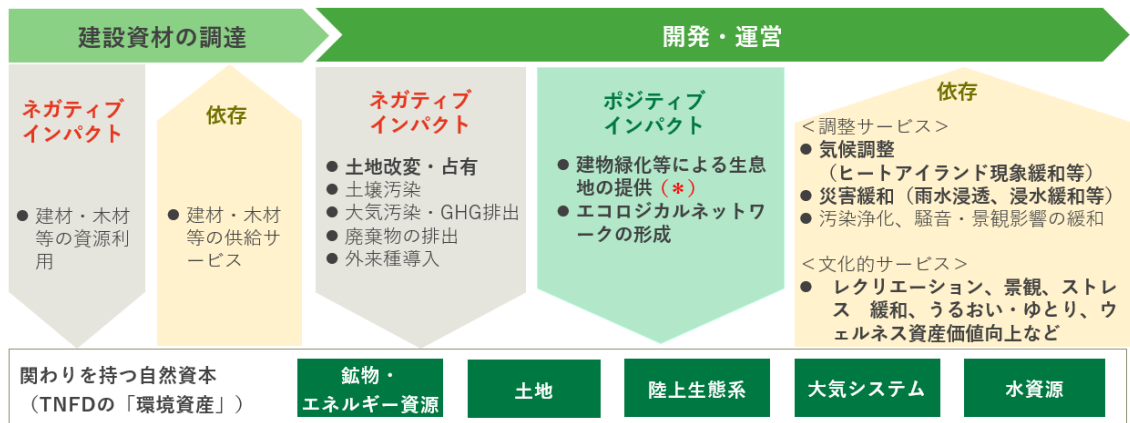 建設資材の調達
開発・運営
ネガティブ
インパクト
● 建材・木材
等の資源利
用
依存
● 建材・木材
等の供給サ
ービス
ネガティブ
インパクト
● 土地改変・占有
● 土壌汚染
● 大気汚染・GHG排出
● 廃棄物の排出
● 外来種導入
ポジティブ
インパクト
● 建物緑化等による生息
地の提供（＊）
● エコロジカルネットワ
ークの形成
依存
＜調整サービス＞
● 気候調整
（ヒートアイランド現象緩和等）
● 災害緩和（雨水浸透、浸水緩和等）
● 汚染浄化、騒音・景観影響の緩和
＜文化的サービス＞
● レクリエーション、景観、ストレ
ス　緩和、うるおい・ゆとり、ウ
ェルネス資産価値向上など
関わりを持つ自然資本
（TNFDの「環境資産」）
鉱物・
エネルギー資源
土地
陸上生態系
大気システム
水資源